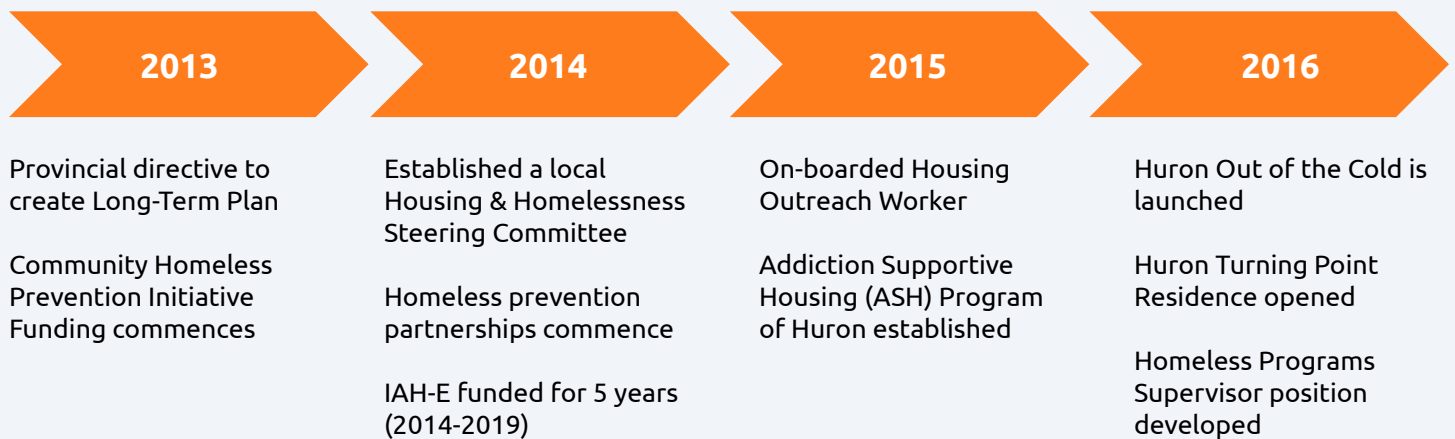 2013
2014
2015
2016
Provincial directive to
create Long-Term Plan
Community Homeless
Prevention Initiative
Funding commences
Established a local
Housing & Homelessness
Steering Committee
Homeless prevention
partnerships commence
IAH-E funded for 5 years
(2014-2019)
On-boarded Housing
Outreach Worker
Addiction Supportive
Housing (ASH) Program
of Huron established
Huron Out of the Cold is
launched
Huron Turning Point
Residence opened
Homeless Programs
Supervisor position
developed